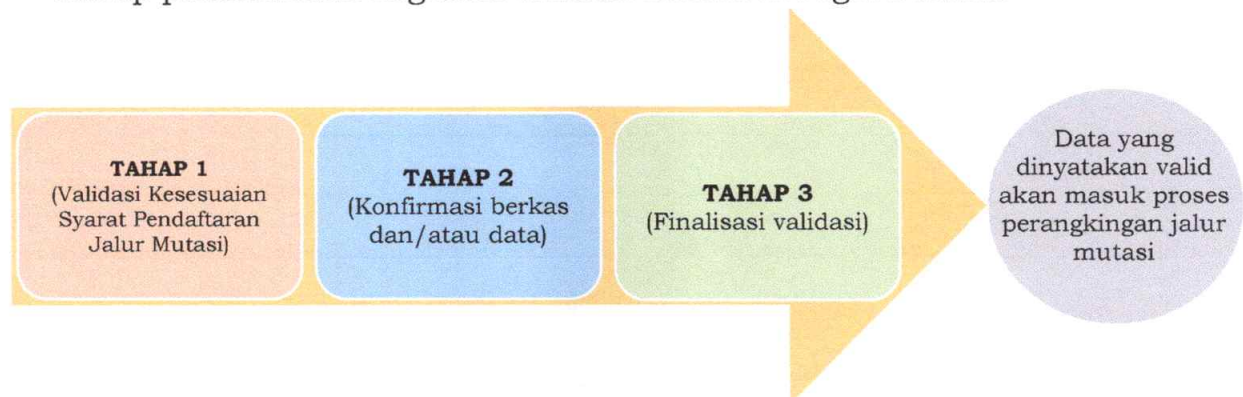 TAHAP 1
(Validasi Kesesuaian
Syarat Pendaftaran
Jalur Mutasi)
TAHAP 2
(Konfirmasi berkas
dan/atau data)
TAHAP 3
(Finalisasi validasi)
Data yang
dinyatakan valid
akan masuk proses
perangkingan jalur
mutasi